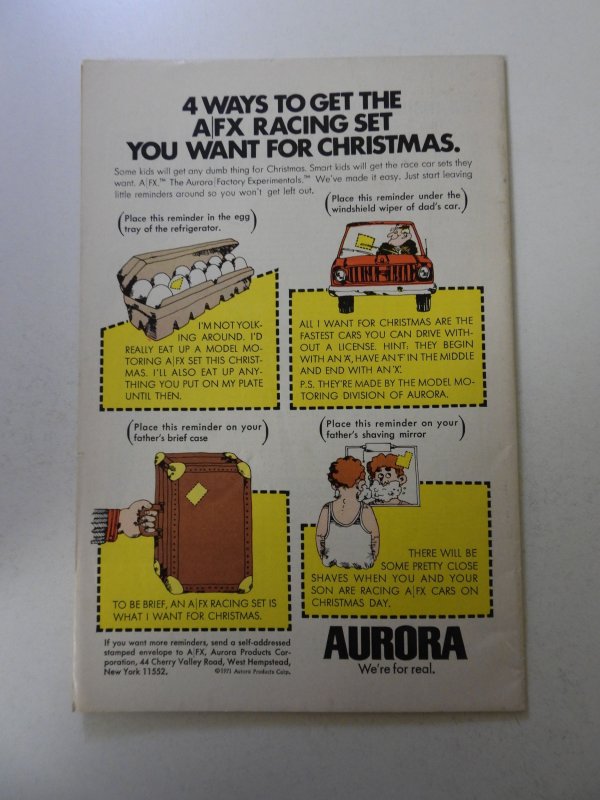 4 WAYS TO GET THE
A|FX RACING SET
YOU WANT FOR CHRISTMAS.
Some kids will get any dumb thing for Christmas. Smart kids will get the race car sets they
want. A|FX.™ The Aurora|Factory Experimentals.™ We've made it easy. Just start leaving
little reminders around so you won't get left out.
(Place this reminder in the egg
tray of the refrigerator.)
(Place this reminder under the
windshield wiper of dad's car.)
I'M NOT YOLK-
ING AROUND. I'D
REALLY EAT UP A MODEL MO-
TORING A|FX SET THIS CHRIST-
MAS. I'LL ALSO EAT UP ANY-
THING YOU PUT ON MY PLATE
UNTIL THEN.
ALL I WANT FOR CHRISTMAS ARE THE
FASTEST CARS YOU CAN DRIVE WITH-
OUT A LICENSE. HINT: THEY BEGIN
WITH AN 'A', HAVE AN 'F' IN THE MIDDLE
AND END WITH AN 'X'.
P.S. THEY'RE MADE BY THE MODEL MO-
TORING DIVISION OF AURORA.
(Place this reminder on your
father's brief case)
(Place this reminder on your
father's shaving mirror)
TO BE BRIEF, AN A|FX RACING SET IS
WHAT I WANT FOR CHRISTMAS.
THERE WILL BE
SOME PRETTY CLOSE
SHAVES WHEN YOU AND YOUR
SON ARE RACING A|FX CARS ON
CHRISTMAS DAY.
If you want more reminders, send a self-addressed
stamped envelope to A|FX, Aurora Products Cor-
poration, 44 Cherry Valley Road, West Hempstead,
New York 11552. ©1971 Aurora Products Corp.
AURORA
We're for real.